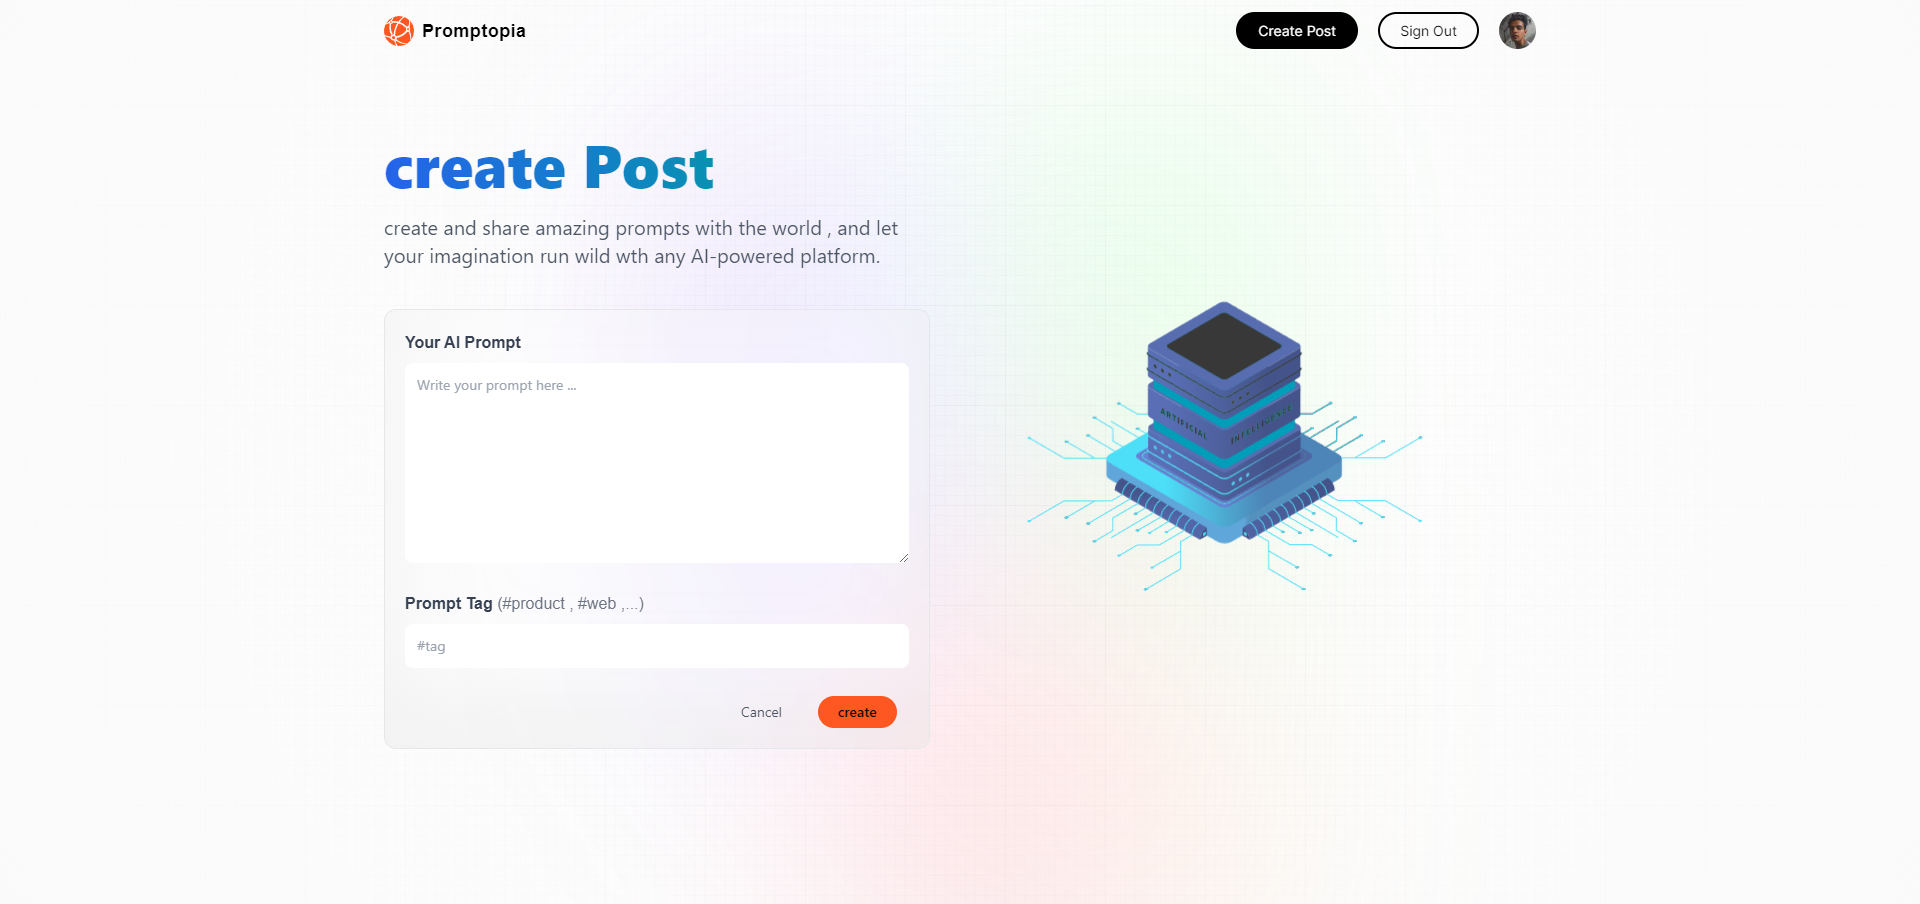 Promptopia
Create Post
Sign Out
create Post
create and share amazing prompts with the world , and let
your imagination run wild wth any AI-powered platform.
Your AI Prompt
Write your prompt here ...
ARTIFICIAL
INTELLIGENCE
Prompt Tag (#product , #web ,...)
#tag
Cancel
create